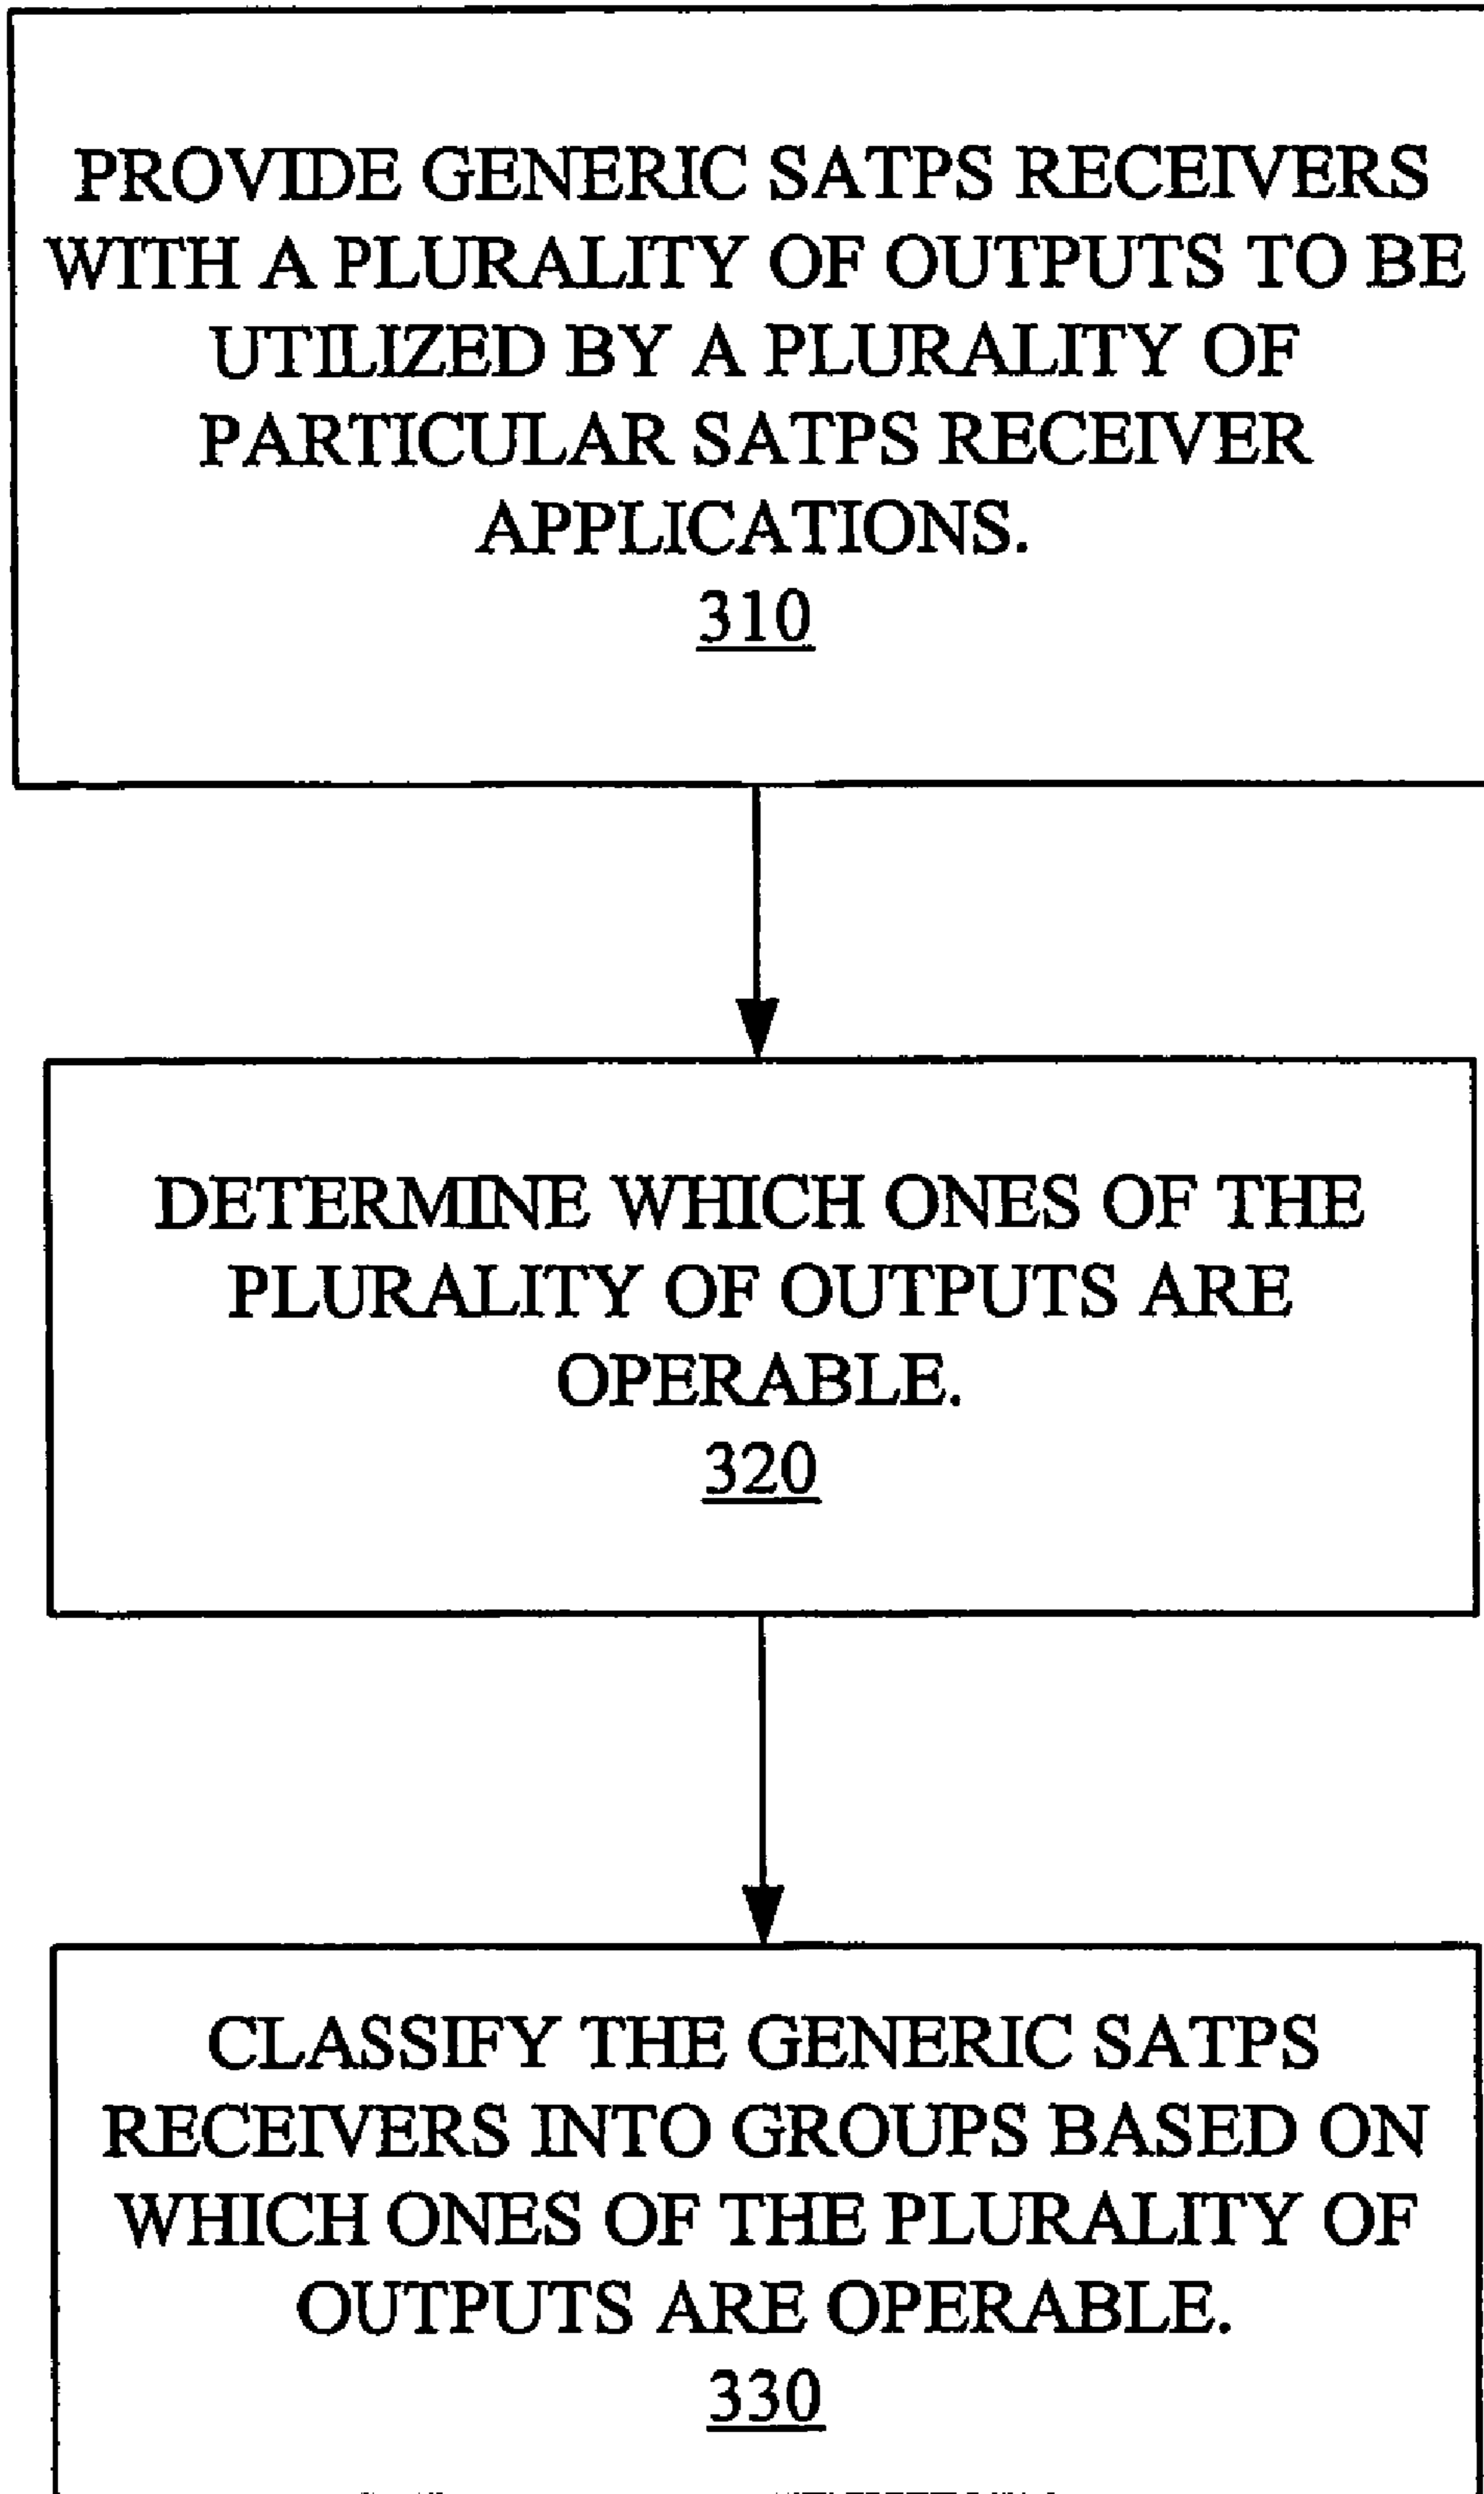 PROVIDE GENERIC SATPS RECEIVERS
WITH A PLURALITY OF OUTPUTS TO BE
UTILIZED BY A PLURALITY OF
PARTICULAR SATPS RECEIVER
APPLICATIONS.
310
DETERMINE WHICH ONES OF THE
PLURALITY OF OUTPUTS ARE
OPERABLE.
320
CLASSIFY THE GENERIC SATPS
RECEIVERS INTO GROUPS BASED ON
WHICH ONES OF THE PLURALITY OF
OUTPUTS ARE OPERABLE.
330